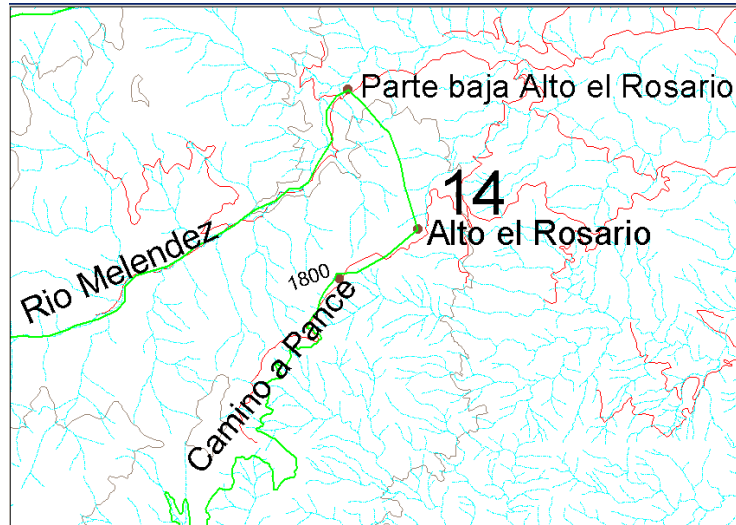 Parte baja Alto el Rosario
14
Alto el Rosario
Rio Melendez
1800
Camino a Pance